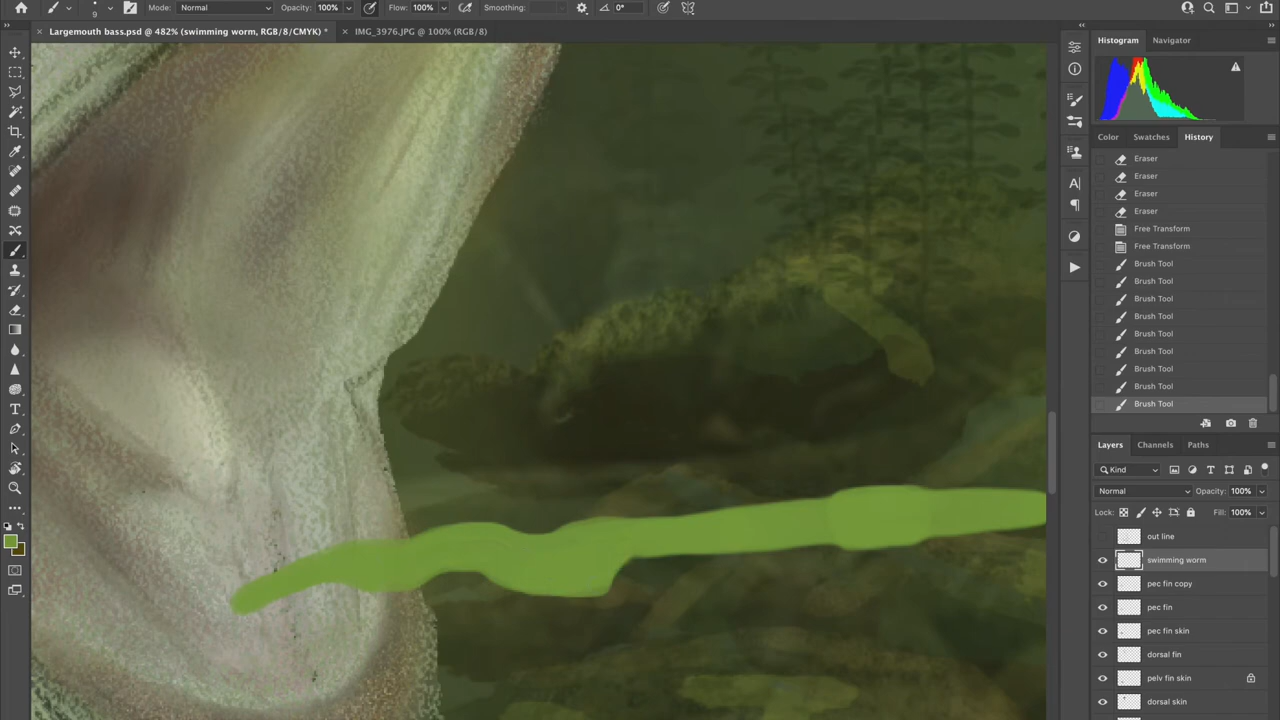 9 Mode: Normal Opacity: 100% Flow: 100% Smoothing: 0°
× Largemouth bass.psd @ 482% (swimming worm, RGB/8/CMYK) * × IMG_3976.JPG @ 100% (RGB/8)
Histogram Navigator
Color Swatches History
Eraser
Eraser
Eraser
Eraser
Free Transform
Free Transform
Brush Tool
Brush Tool
Brush Tool
Brush Tool
Brush Tool
Brush Tool
Brush Tool
Brush Tool
Brush Tool
Layers Channels Paths
Kind
Normal Opacity: 100%
Lock: Fill: 100%
out line
swimming worm
pec fin copy
pec fin
pec fin skin
dorsal fin
pelv fin skin
dorsal skin